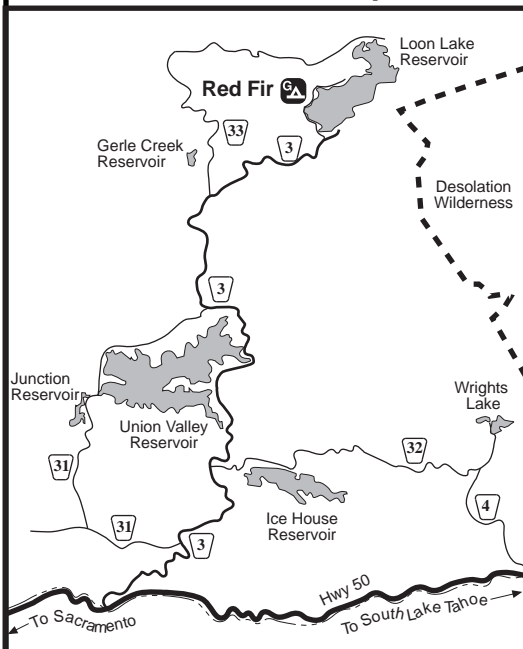 Loon Lake
Reservoir
Red Fir
G
33
3
Gerle Creek
Reservoir
Desolation
Wilderness
3
Junction
Reservoir
Union Valley
Reservoir
Wrights
Lake
32
31
4
Ice House
Reservoir
31
3
Hwy 50
To Sacramento
To South Lake Tahoe